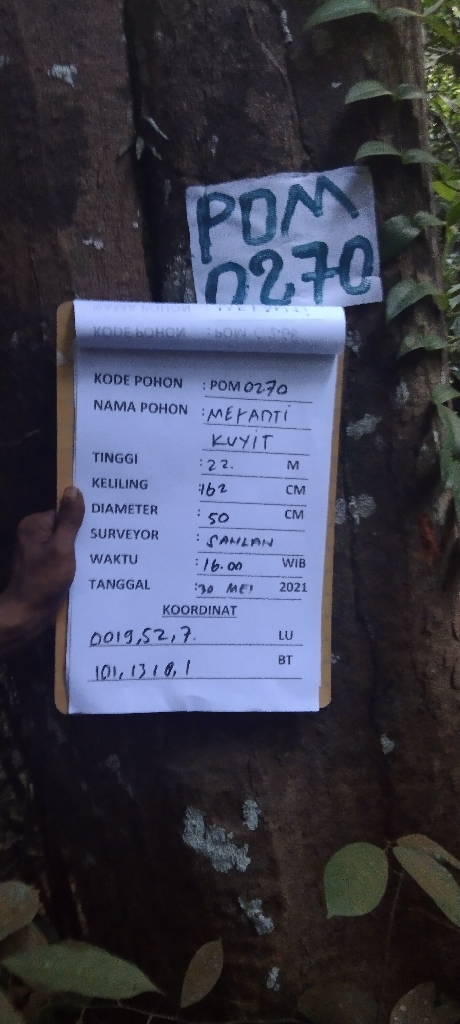 POM
0270
KODE POHON : POM 0270
NAMA POHON : MERANTI
KUYIT
TINGGI : 22. M
KELILING : 162 CM
DIAMETER : 50 CM
SURVEYOR : SAHLAN
WAKTU : 16.00 WIB
TANGGAL : 30 MEI 2021
KOORDINAT
0019,52,7. LU
101,1318,1 BT